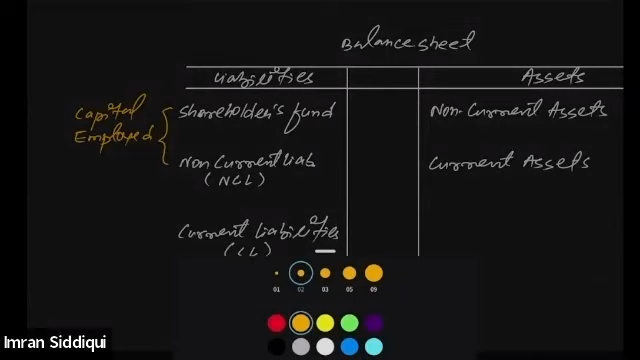 Balance sheet
Liabilities
Assets
Capital
Employed
Shareholder's fund
Non-Current Assets
Non Current Liab
(NCL)
Current Assets
Current Liabilities
(CL)
01 02 03 05 09
Imran Siddiqui